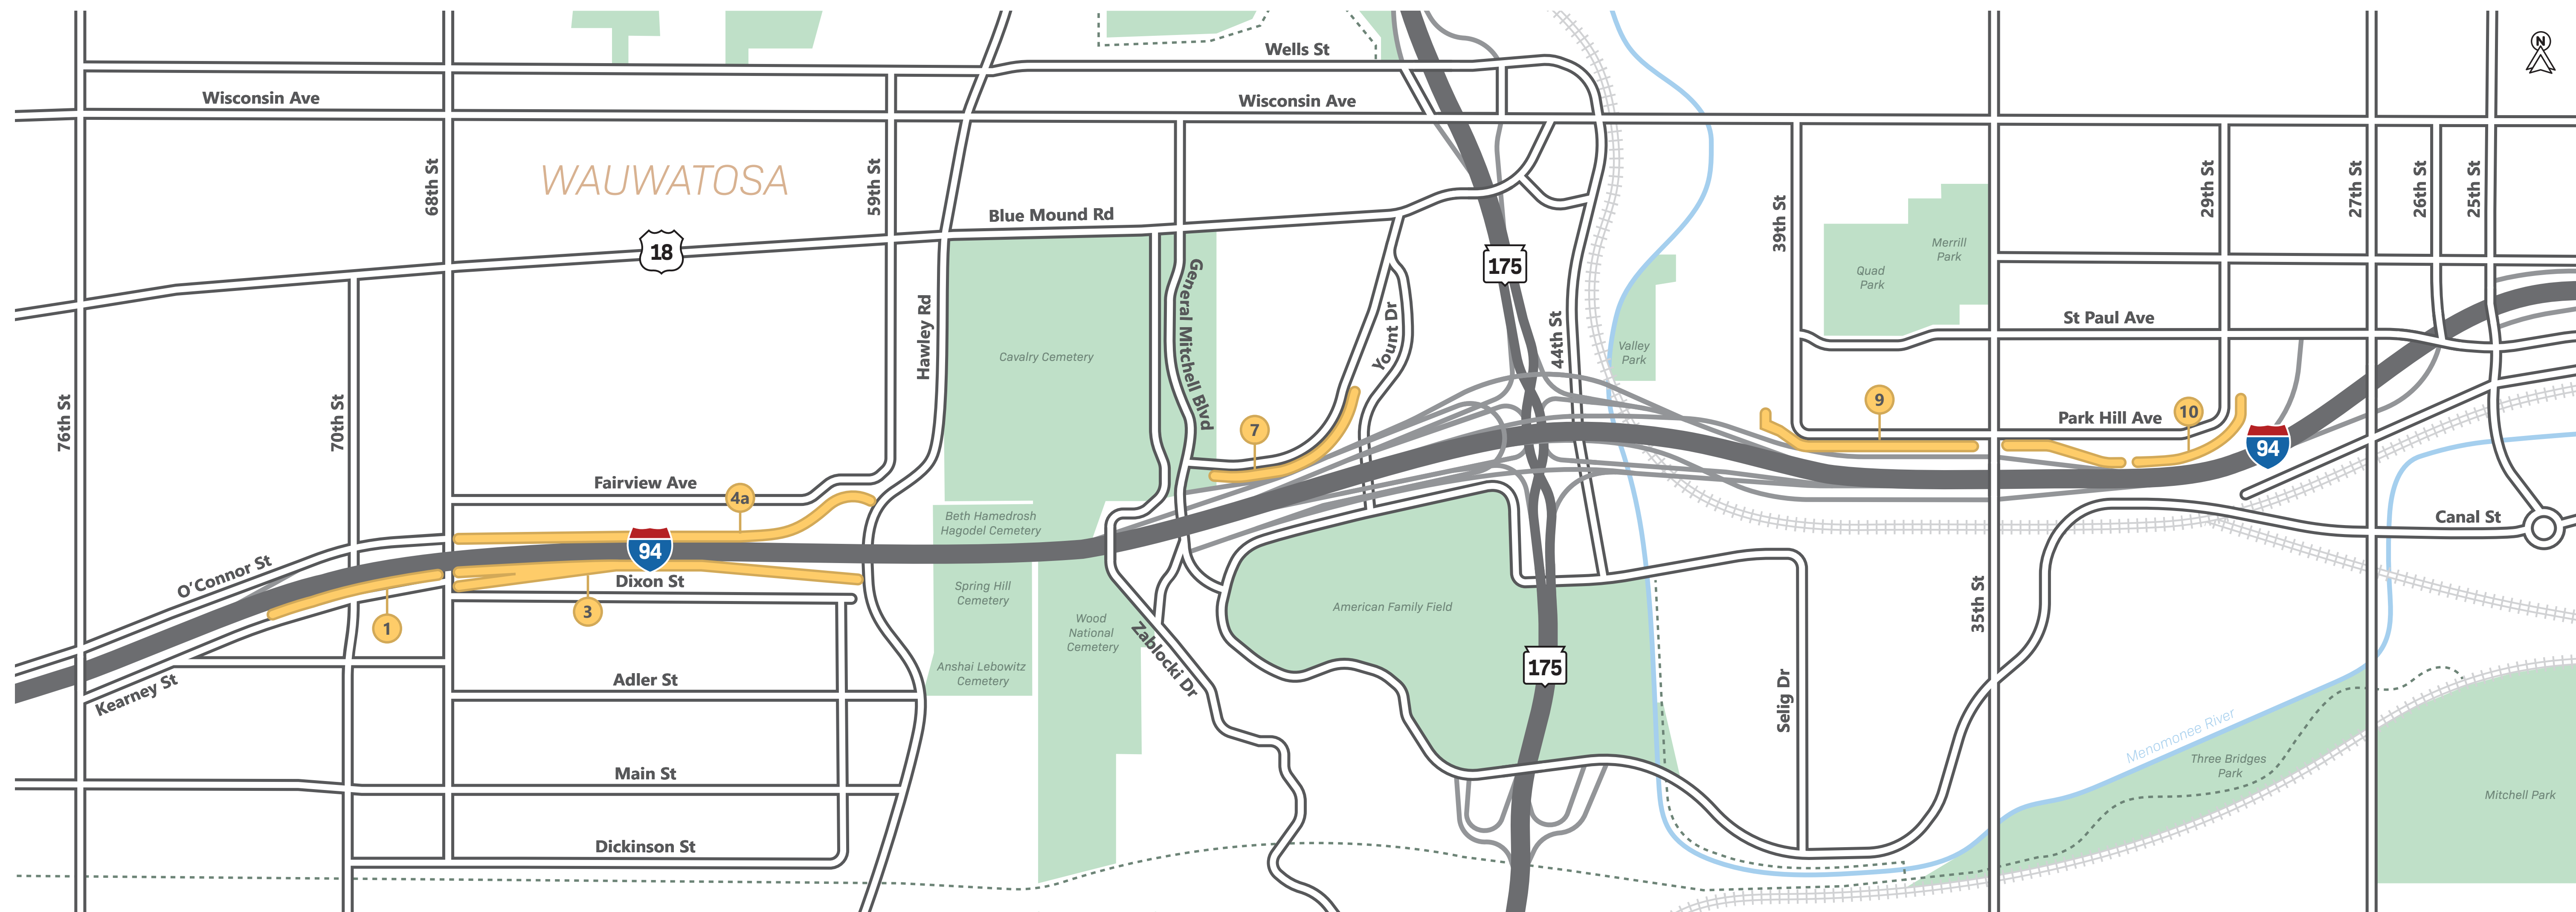 Wells St
N
Wisconsin Ave
Wisconsin Ave
68th St
WAUWATOSA
59th St
29th St
27th St
26th St
25th St
Blue Mound Rd
39th St
18
175
Merrill
Park
Quad
Park
General Mitchell Blvd
Hawley Rd
Yount Dr
44th St
St Paul Ave
Cavalry Cemetery
Valley
Park
76th St
70th St
7
9
10
Park Hill Ave
94
Fairview Ave
4a
Beth Hamedrosh
Hagodel Cemetery
Canal St
94
O'Connor St
Dixon St
1
3
Spring Hill
Cemetery
American Family Field
35th St
Wood
National
Cemetery
Zablocki Dr
Anshai Lebowitz
Cemetery
175
Kearney St
Adler St
Selig Dr
Menomonee River
Main St
Three Bridges
Park
Mitchell Park
Dickinson St